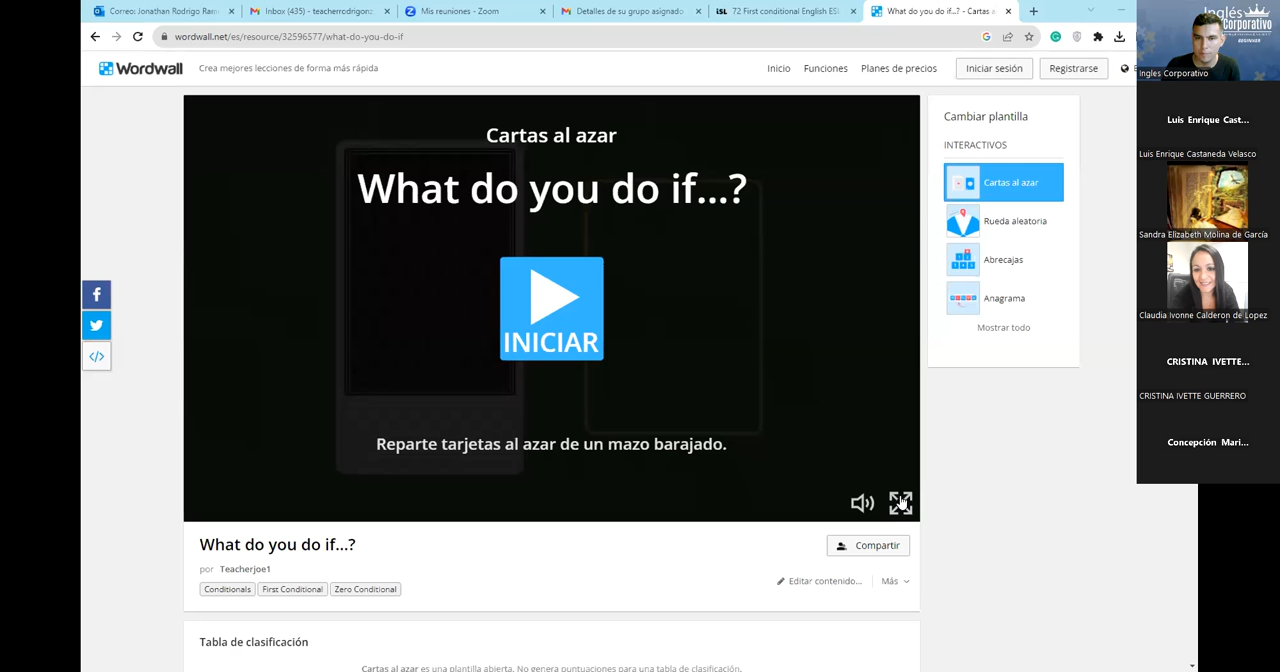 Correo: Jonathan Rodrigo Ram
Inbox (435) - teacherrodrigon
Mis reuniones - Zoom
Detalles de su grupo asignado
72 First conditional English ES
What do you do if...? - Cartas a
wordwall.net/es/resource/32596577/what-do-you-do-if
Wordwall
Crea mejores lecciones de forma más rápida
Inicio
Funciones
Planes de precios
Iniciar sesión
Registrarse
Cartas al azar
What do you do if...?
INICIAR
Reparte tarjetas al azar de un mazo barajado.
Cambiar plantilla
INTERACTIVOS
Cartas al azar
Rueda aleatoria
Abrecajas
Anagrama
Mostrar todo
What do you do if...?
Compartir
por Teacherjoe1
Editar contenido...
Más
Conditionals
First Conditional
Zero Conditional
Tabla de clasificación
Cartas al azar es una plantilla abierta. No genera puntuaciones para una tabla de clasificación.
Inglés
Corporativo
BEGINNER
Ingles Corporativo
Luis Enrique Cast...
Luis Enrique Castaneda Velasco
Sandra Elizabeth Molina de García
Claudia Ivonne Calderon de Lopez
CRISTINA IVETTE...
CRISTINA IVETTE GUERRERO
Concepción Mari...